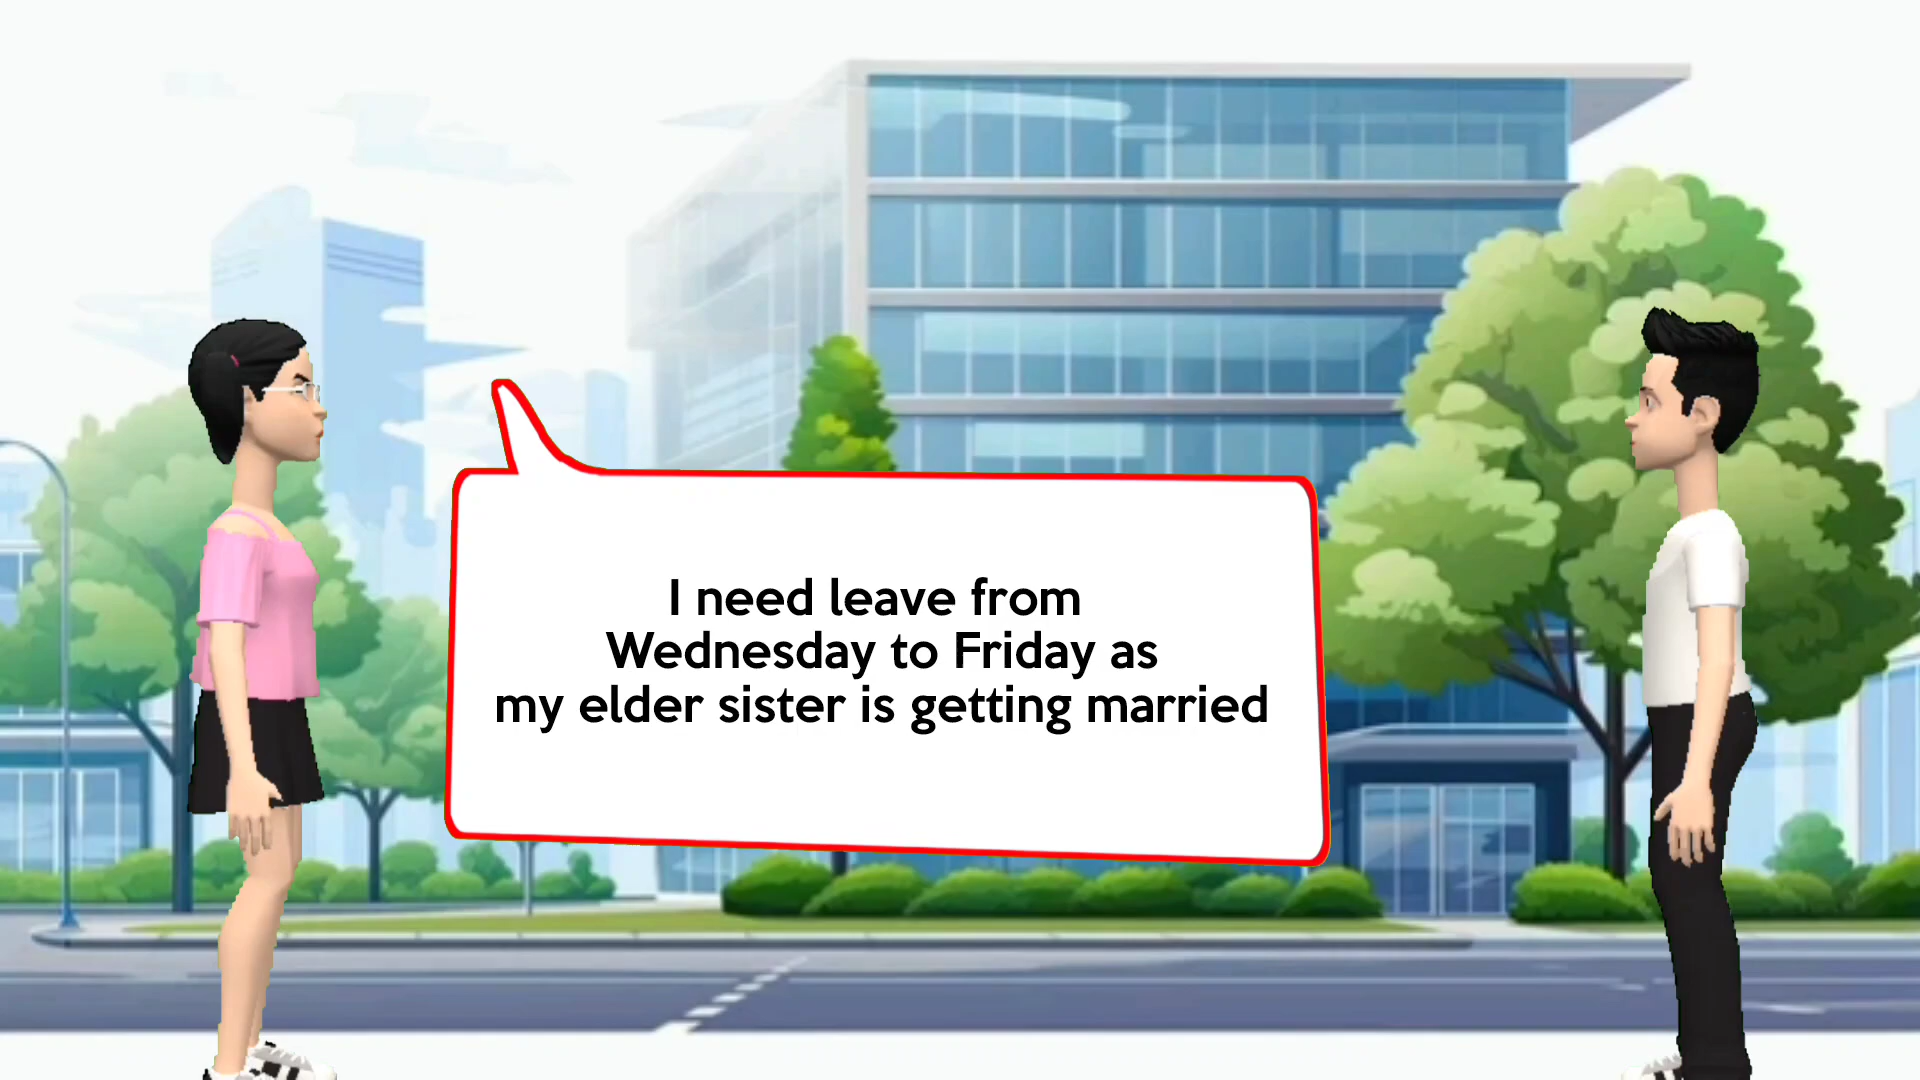 I need leave from
Wednesday to Friday as
my elder sister is getting married